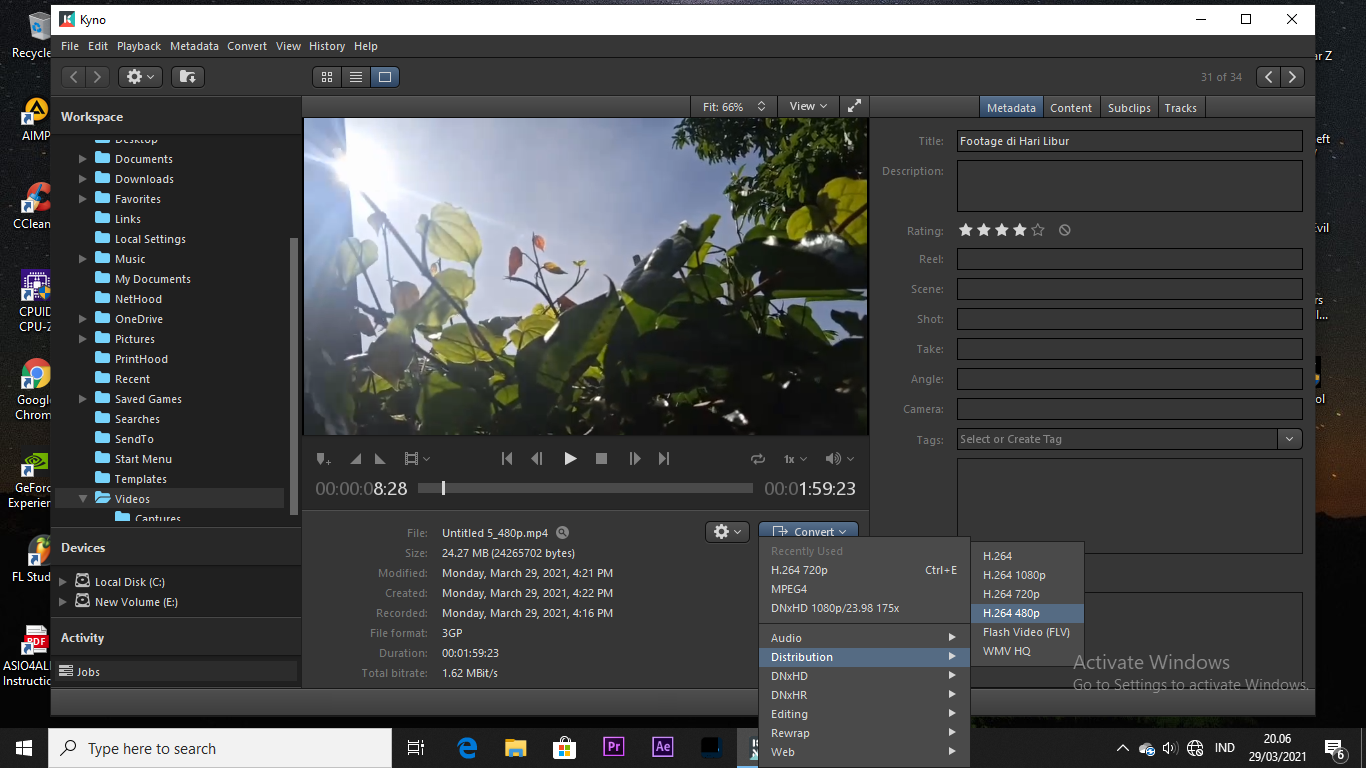 Kyno
File Edit Playback Metadata Convert View History Help
31 of 34
Workspace
Desktop
Documents
Downloads
Favorites
Links
Local Settings
Music
My Documents
NetHood
OneDrive
Pictures
PrintHood
Recent
Saved Games
Searches
SendTo
Start Menu
Templates
Videos
Captures
Devices
Local Disk (C:)
New Volume (E:)
Activity
Jobs
Fit: 66%
View
1x
00:00:08:28
00:01:59:23
File: Untitled 5_480p.mp4
Size: 24.27 MB (24265702 bytes)
Modified: Monday, March 29, 2021, 4:21 PM
Created: Monday, March 29, 2021, 4:22 PM
Recorded: Monday, March 29, 2021, 4:16 PM
File format: 3GP
Duration: 00:01:59:23
Total bitrate: 1.62 MBit/s
Convert
Recently Used
H.264 720p Ctrl+E
MPEG4
DNxHD 1080p/23.98 175x
Audio
Distribution
DNxHD
DNxHR
Editing
Rewrap
Web
H.264
H.264 1080p
H.264 720p
H.264 480p
Flash Video (FLV)
WMV HQ
Metadata Content Subclips Tracks
Title: Footage di Hari Libur
Description:
Rating:
Reel:
Scene:
Shot:
Take:
Angle:
Camera:
Tags: Select or Create Tag
Activate Windows
Go to Settings to activate Windows.
Recycle
AIMP
CClean
CPUID
CPU-Z
Google
Chrom
GeForc
Experien
FL Stud
PDF
ASIO4AL
Instructio
ar Z
eft
/
Evil
rs
l...
ol
Type here to search
Pr
Ae
IND
20.06
29/03/2021
6